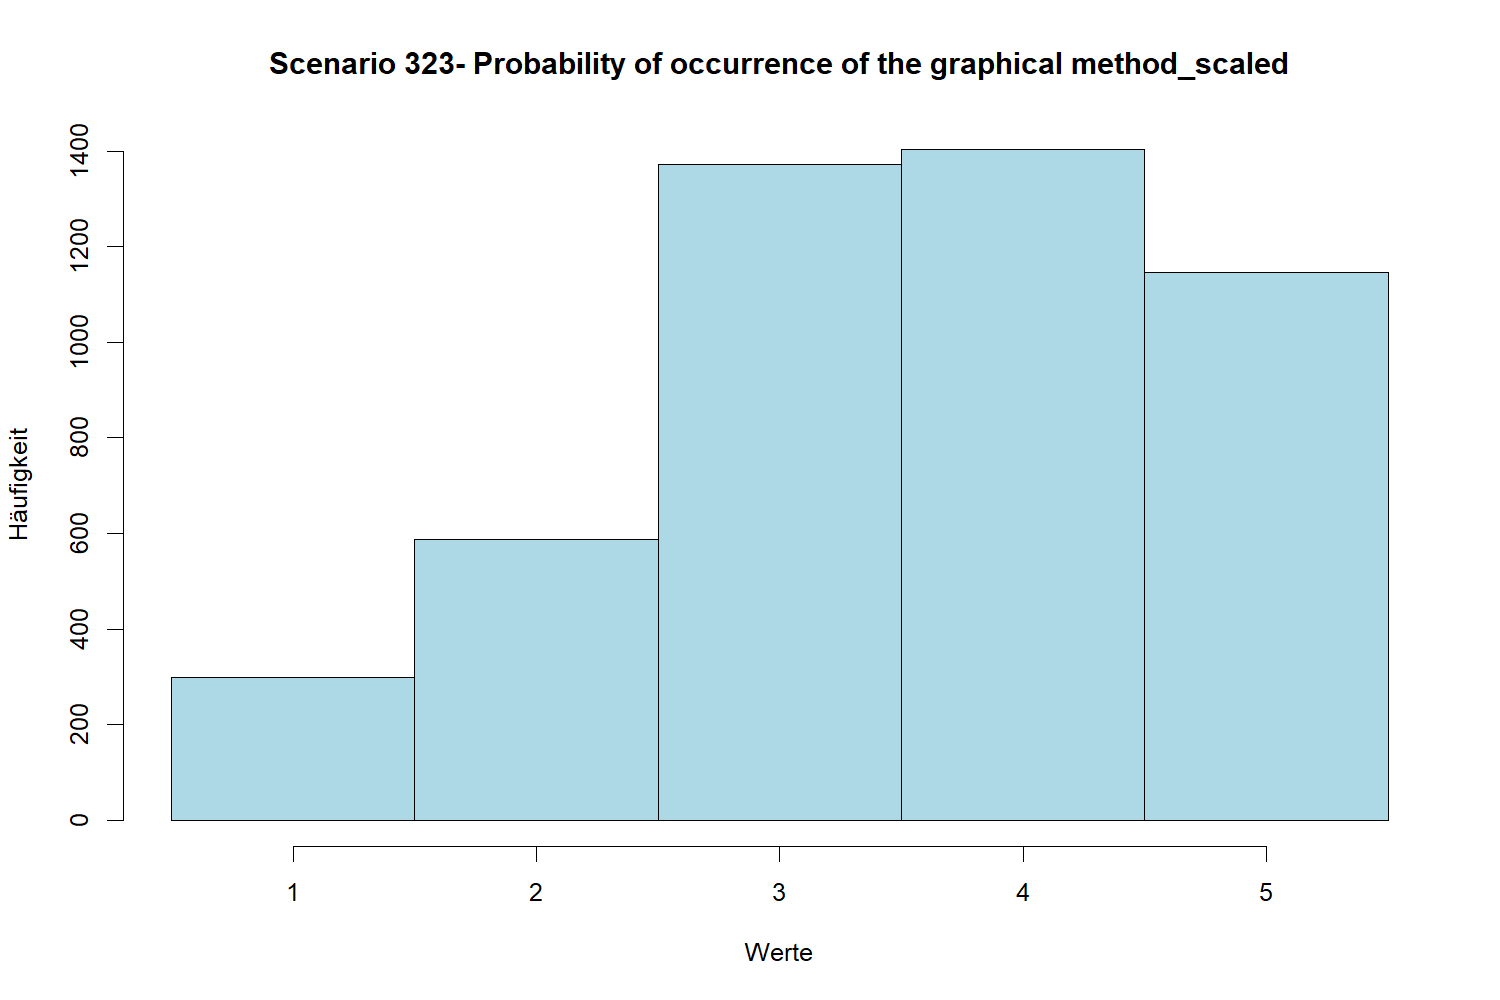 Scenario 323- Probability of occurrence of the graphical method_scaled
1400
1200
1000
800
600
400
200
0
Häufigkeit
1 2 3 4 5
Werte